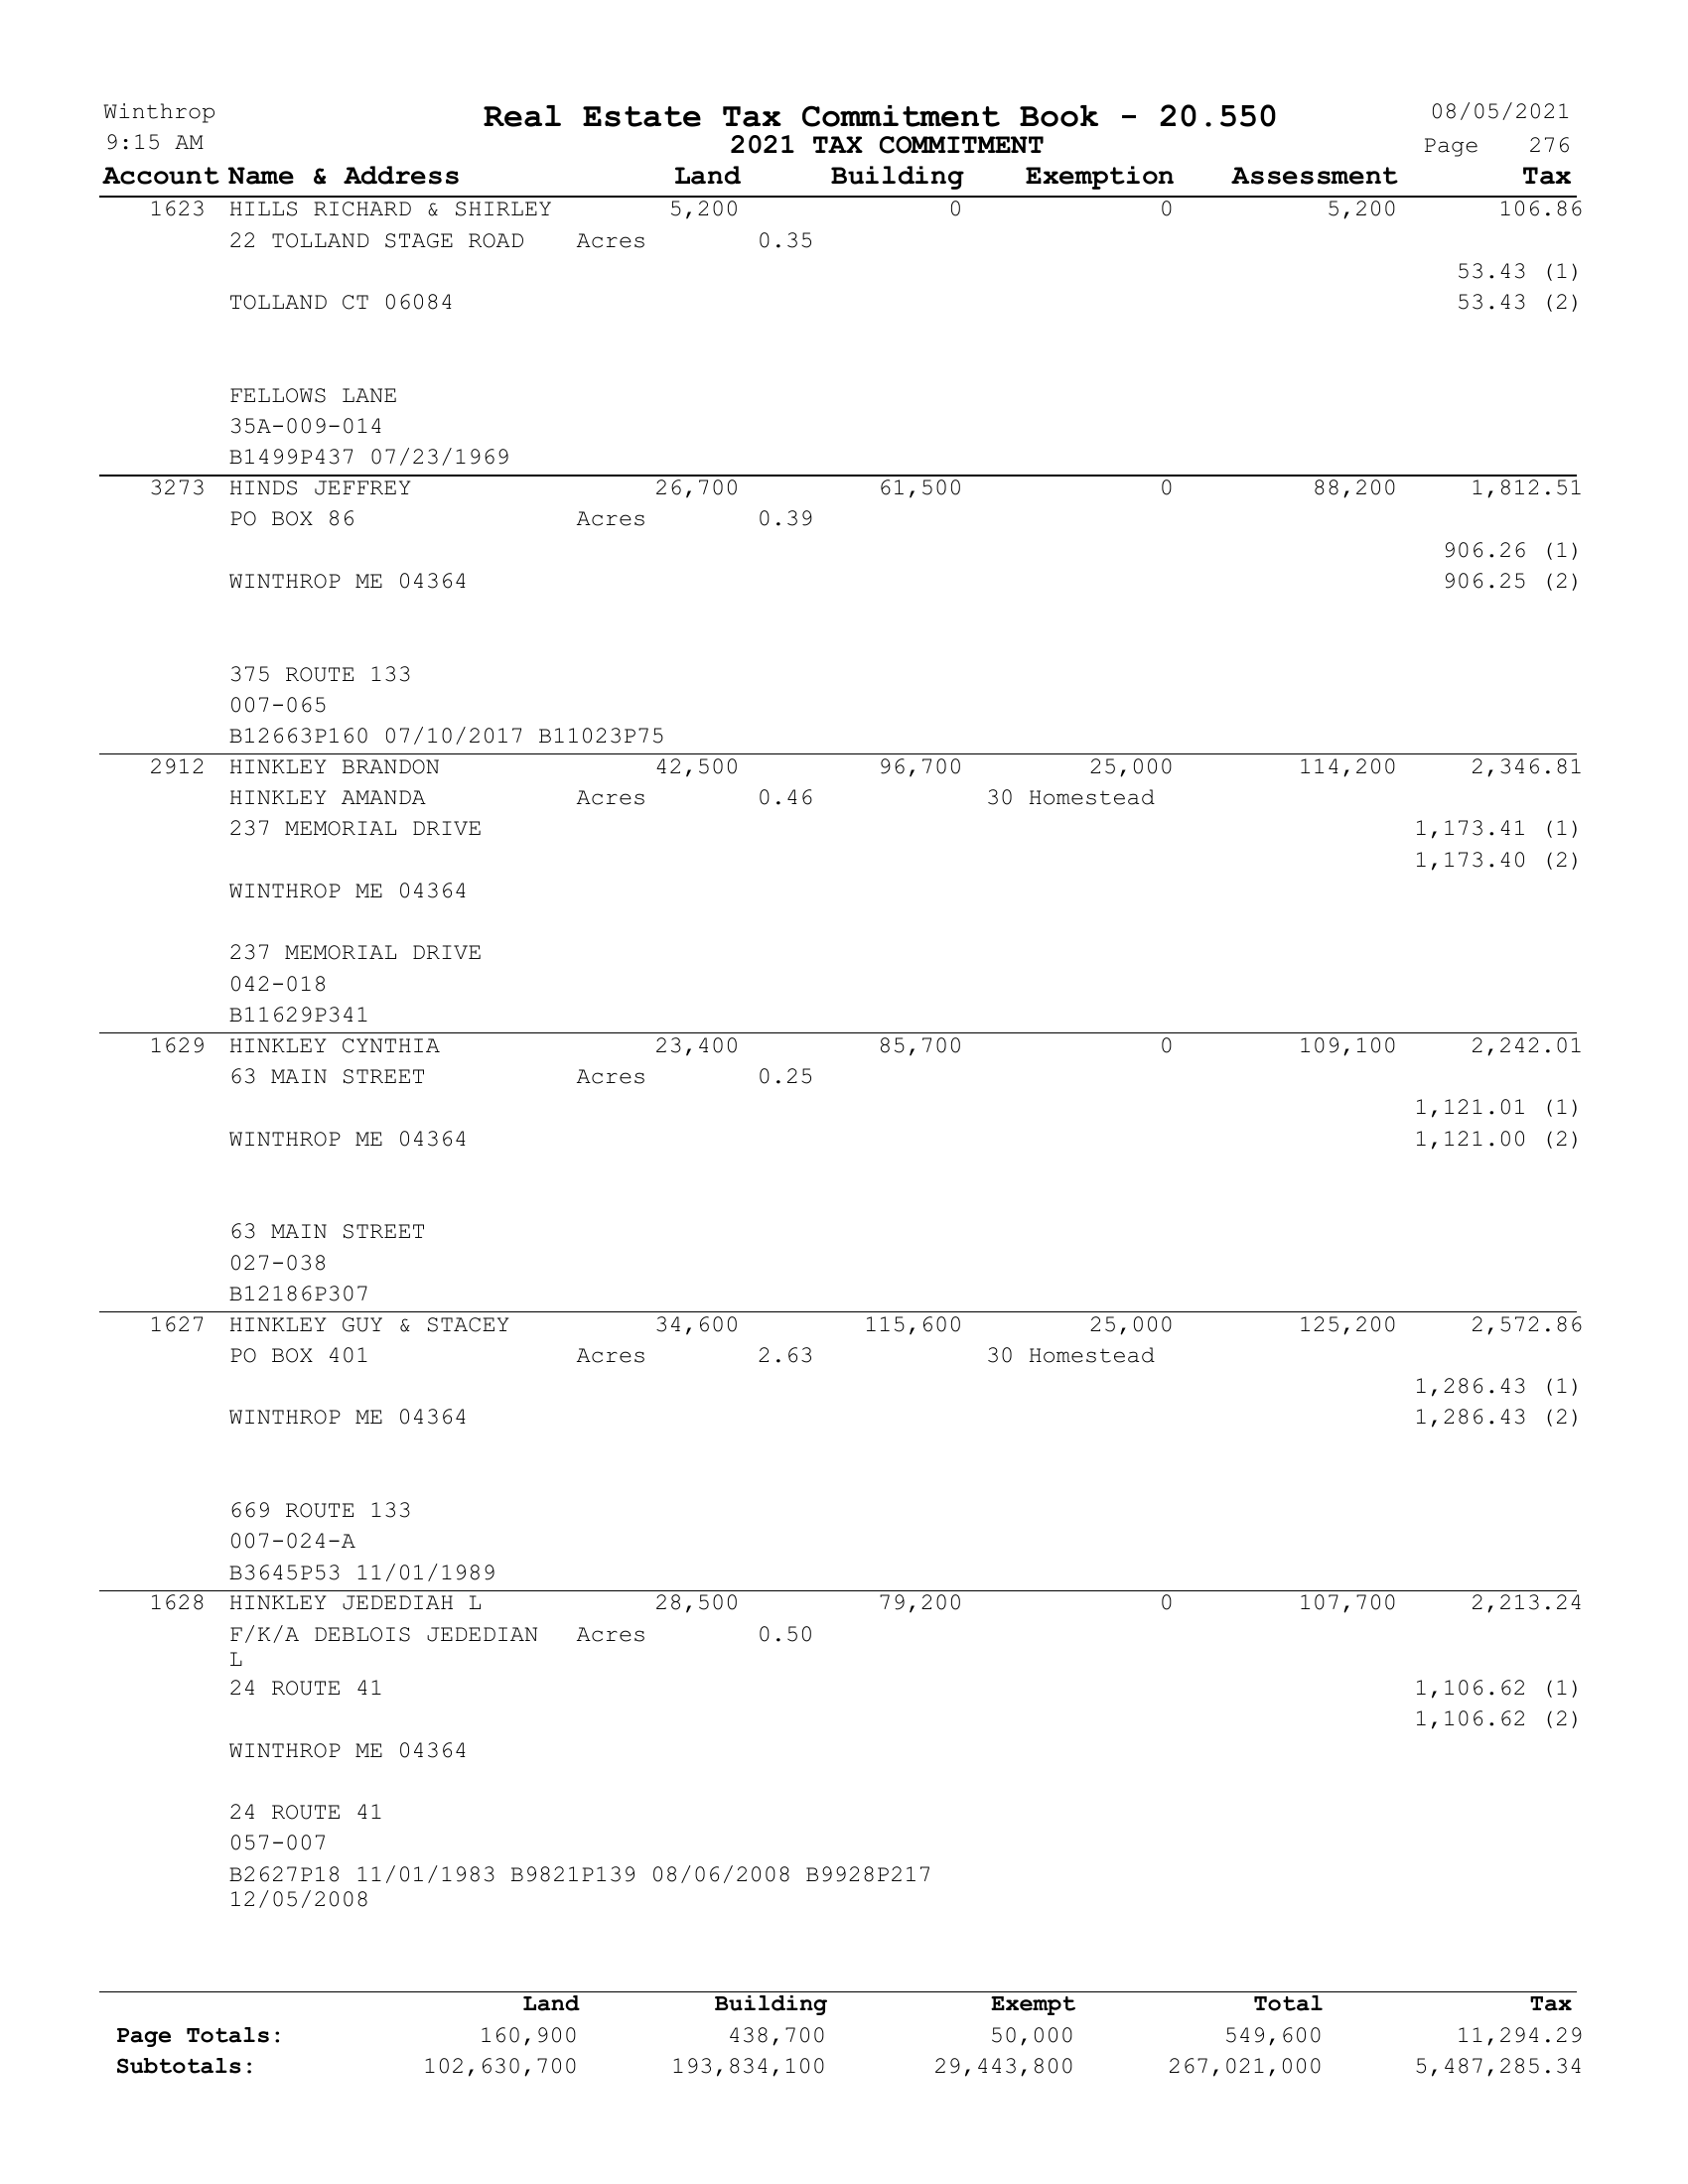 Winthrop Real Estate Tax Commitment Book - 20.550 08/05/2021
9:15 AM 2021 TAX COMMITMENT Page 276
Account Name & Address Land Building Exemption Assessment Tax
1623 HILLS RICHARD & SHIRLEY 5,200 0 0 5,200 106.86
22 TOLLAND STAGE ROAD Acres 0.35
53.43 (1)
TOLLAND CT 06084 53.43 (2)
FELLOWS LANE
35A-009-014
B1499P437 07/23/1969
3273 HINDS JEFFREY 26,700 61,500 0 88,200 1,812.51
PO BOX 86 Acres 0.39
906.26 (1)
WINTHROP ME 04364 906.25 (2)
375 ROUTE 133
007-065
B12663P160 07/10/2017 B11023P75
2912 HINKLEY BRANDON 42,500 96,700 25,000 114,200 2,346.81
HINKLEY AMANDA Acres 0.46 30 Homestead
237 MEMORIAL DRIVE 1,173.41 (1)
1,173.40 (2)
WINTHROP ME 04364
237 MEMORIAL DRIVE
042-018
B11629P341
1629 HINKLEY CYNTHIA 23,400 85,700 0 109,100 2,242.01
63 MAIN STREET Acres 0.25
1,121.01 (1)
WINTHROP ME 04364 1,121.00 (2)
63 MAIN STREET
027-038
B12186P307
1627 HINKLEY GUY & STACEY 34,600 115,600 25,000 125,200 2,572.86
PO BOX 401 Acres 2.63 30 Homestead
1,286.43 (1)
WINTHROP ME 04364 1,286.43 (2)
669 ROUTE 133
007-024-A
B3645P53 11/01/1989
1628 HINKLEY JEDEDIAH L 28,500 79,200 0 107,700 2,213.24
F/K/A DEBLOIS JEDEDIAN Acres 0.50
L
24 ROUTE 41 1,106.62 (1)
1,106.62 (2)
WINTHROP ME 04364
24 ROUTE 41
057-007
B2627P18 11/01/1983 B9821P139 08/06/2008 B9928P217
12/05/2008
Land Building Exempt Total Tax
Page Totals: 160,900 438,700 50,000 549,600 11,294.29
Subtotals: 102,630,700 193,834,100 29,443,800 267,021,000 5,487,285.34